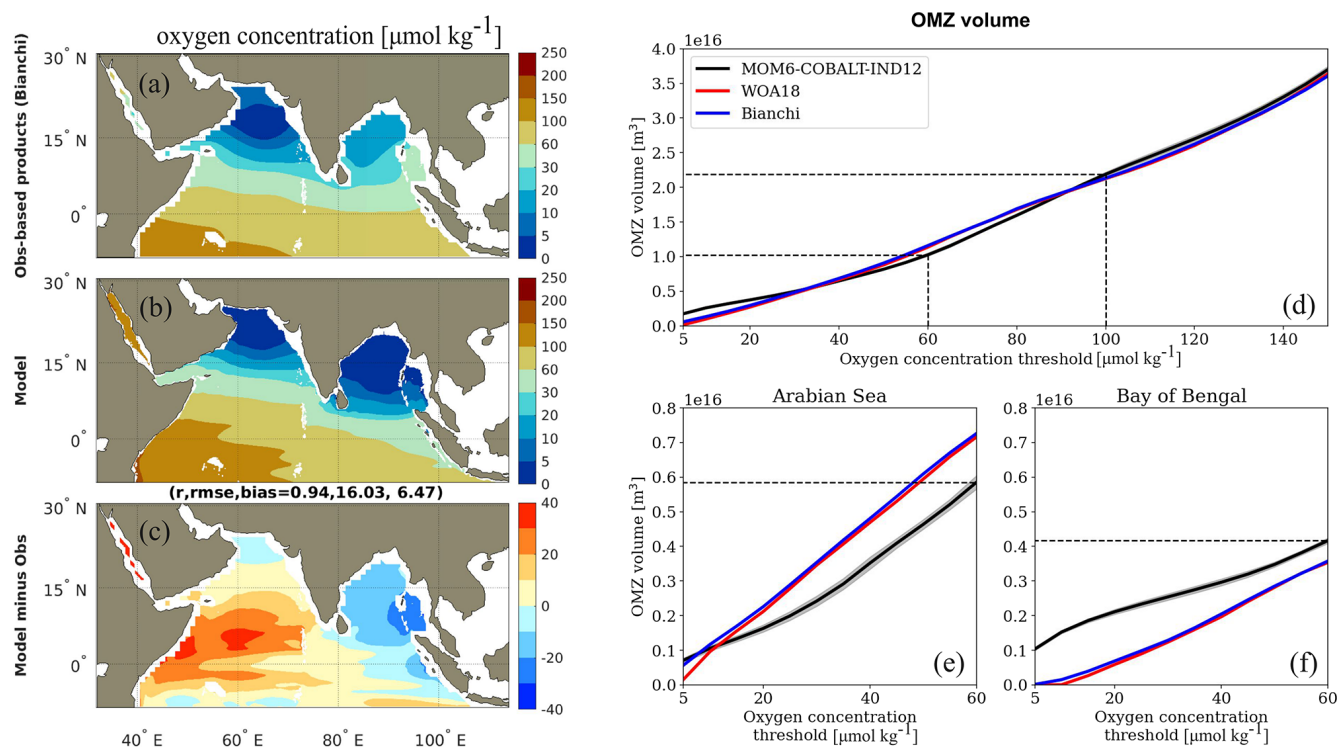 oxygen concentration [μmol kg-1]
Obs-based products (Bianchi)
30° N
15° N
0°
(a)
250
200
150
100
60
30
20
10
5
0
Model
30° N
15° N
0°
(b)
250
200
150
100
60
30
20
10
5
0
(r,rmse,bias=0.94,16.03, 6.47)
Model minus Obs
30° N
15° N
0°
(c)
40
20
0
-20
-40
40° E
60° E
80° E
100° E
OMZ volume
1e16
OMZ volume [m3]
4.0
3.5
3.0
2.5
2.0
1.5
1.0
0.5
0.0
MOM6-COBALT-IND12
WOA18
Bianchi
(d)
5 20 40 60 80 100 120 140
Oxygen concentration threshold [μmol kg-1]
1e16
Arabian Sea
OMZ volume [m3]
0.8
0.7
0.6
0.5
0.4
0.3
0.2
0.1
0.0
(e)
5 20 40 60
Oxygen concentration
threshold [μmol kg-1]
1e16
Bay of Bengal
0.8
0.7
0.6
0.5
0.4
0.3
0.2
0.1
0.0
(f)
5 20 40 60
Oxygen concentration
threshold [μmol kg-1]